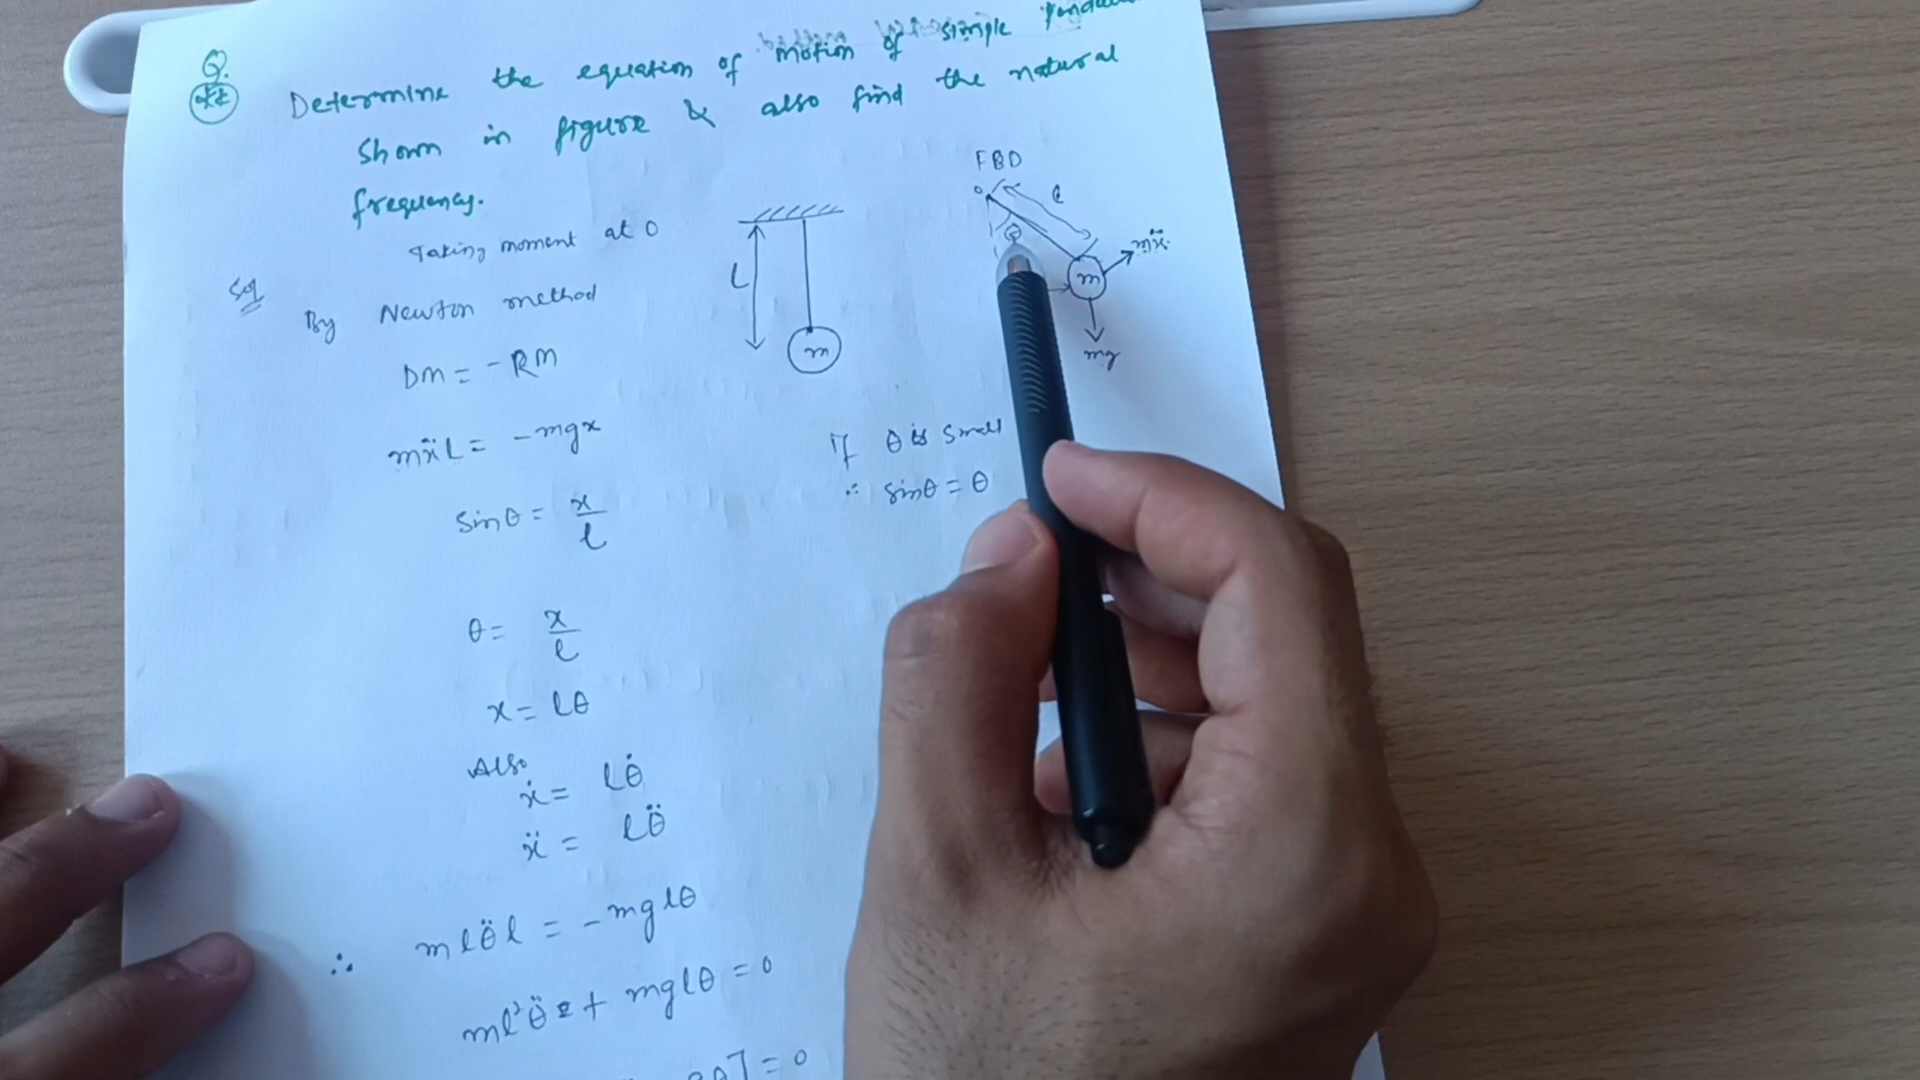 Q.
** Determine the equation of motion of simple
shown in figure & also find the natural
frequency.
Taking moment at O
Sol
By Newton method
DM = - RM
mẍL = - mgx
sinθ = x/l
θ = x/l
x = lθ
Also
ẋ = lθ̇
ẍ = lθ̈
∴ mlθ̈l = - mglθ
ml²θ̈ + mglθ = 0
] = 0
L
m
FBD
o
l
θ
mẍ
m
mg
If θ is small
∴ sinθ = θ